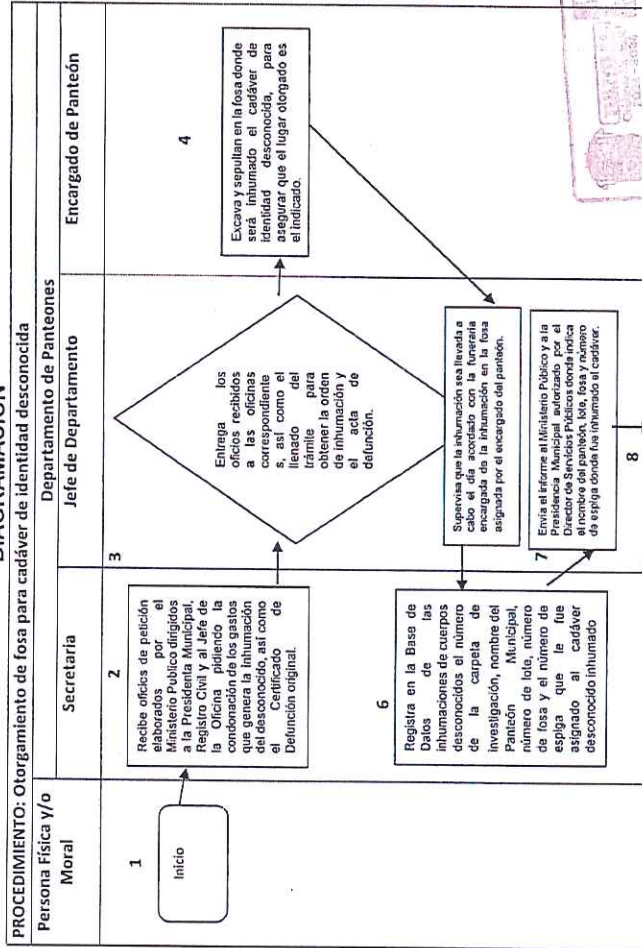 DIAGRAMACIÓN
PROCEDIMIENTO: Otorgamiento de fosa para cadáver de identidad desconocida
Persona Física y/o
Moral
Departamento de Panteones
Secretaria
Jefe de Departamento
Encargado de Panteón
1
Inicio
2
Recibe oficios de petición
elaborados por el
Ministerio Publico dirigidos
a la Presidenta Municipal,
Registro Civil y al Jefe de
la Oficina pidiendo la
condonación de los gastos
que genera la Inhumación
del desconocido, así como
el Certificado de
Defunción original.
3
Entrega los
oficios recibidos
a las oficinas
correspondiente
s, así como el
llenado del
trámite para
obtener la orden
de inhumación y
el acta de
defunción.
4
Excava y sepultan en la fosa donde
será inhumado el cadáver de
identidad desconocida, para
asegurar que el lugar otorgado es
el indicado.
Supervisa que la inhumación sea llevada a
cabo el día acordado con la funeraria
encargada de la inhumación en la fosa
asignada por el encargado del panteón.
6
Registra en la Base de
Datos de las
inhumaciones de cuerpos
desconocidos el número
de la carpeta de
investigación, nombre del
Panteón Municipal,
número de lote, número
de fosa y el número de
espiga que le fue
asignado al cadáver
desconocido inhumado
7
Envía el informe al Ministerio Público y a la
Presidencia Municipal autorizado por el
Director de Servicios Públicos donde indica
el nombre del panteón, lote, fosa y número
de espiga donde fue inhumado al cadáver.
8